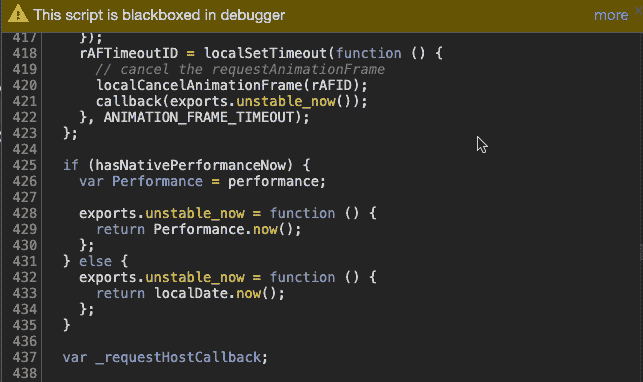 This script is blackboxed in debugger more
417 });
418 rAFTimeoutID = localSetTimeout(function () {
419 // cancel the requestAnimationFrame
420 localCancelAnimationFrame(rAFID);
421 callback(exports.unstable_now());
422 }, ANIMATION_FRAME_TIMEOUT);
423 };
424
425 if (hasNativePerformanceNow) {
426 var Performance = performance;
427
428 exports.unstable_now = function () {
429 return Performance.now();
430 };
431 } else {
432 exports.unstable_now = function () {
433 return localDate.now();
434 };
435 }
436
437 var _requestHostCallback;
438